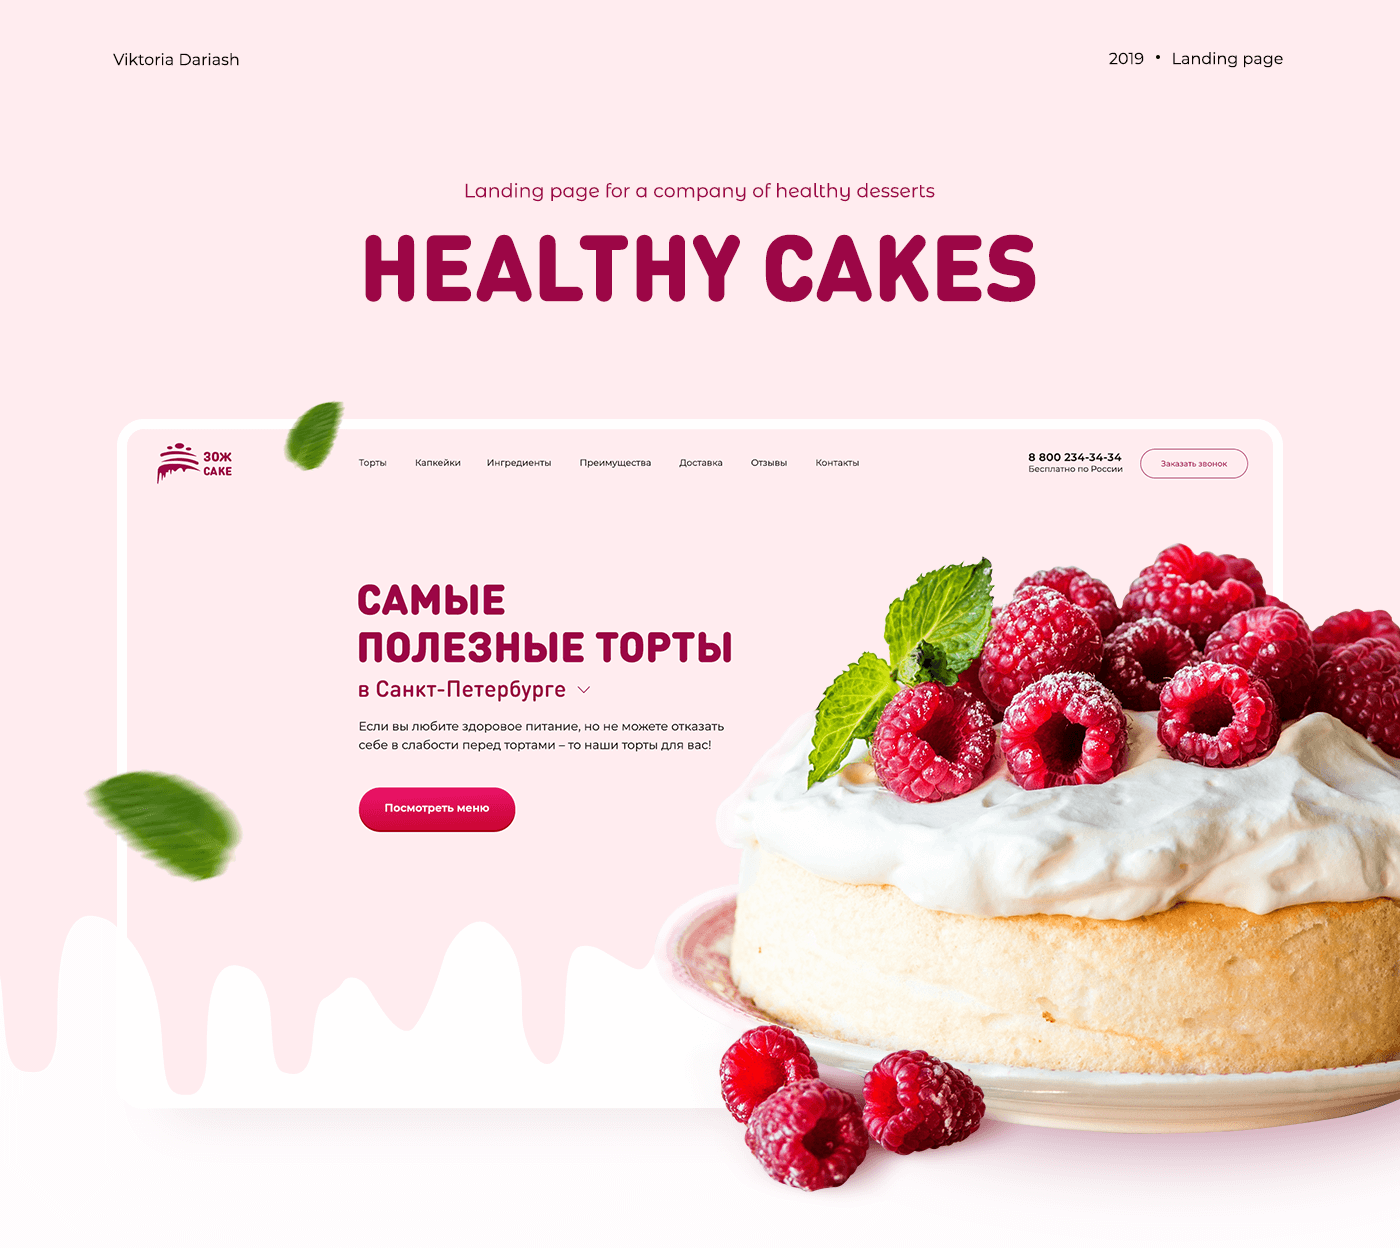 Viktoria Dariash
2019 • Landing page
Landing page for a company of healthy desserts
HEALTHY CAKES
ЗОЖ
CAKE
Торты Капкейки Ингредиенты Преимущества Доставка Отзывы Контакты
8 800 234-34-34
Бесплатно по России
Заказать звонок
САМЫЕ
ПОЛЕЗНЫЕ ТОРТЫ
в Санкт-Петербурге
Если вы любите здоровое питание, но не можете отказать
себе в слабости перед тортами – то наши торты для вас!
Посмотреть меню